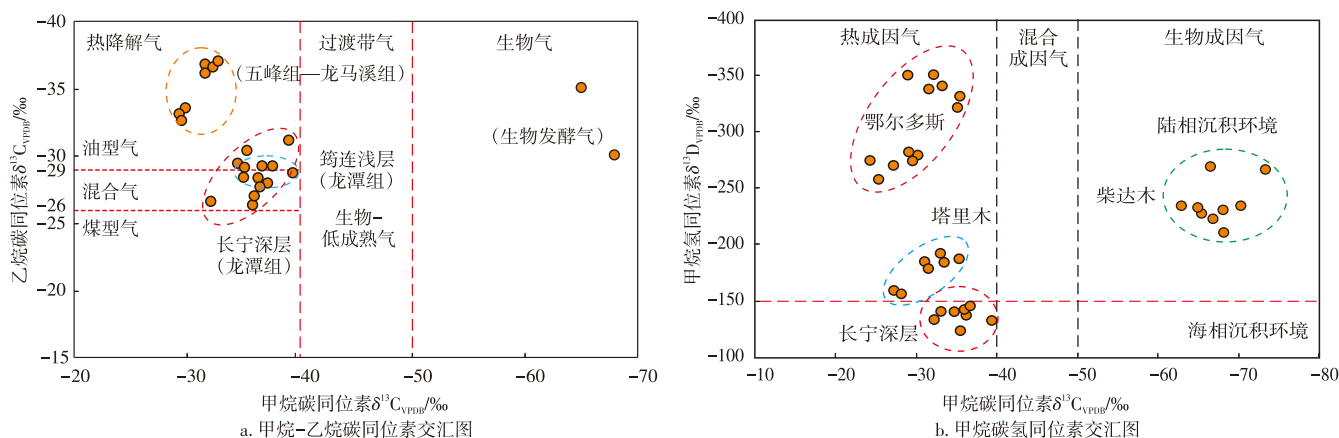 −40
−35
−30
−29
−26
−25
−20
−15
乙烷碳同位素δ¹³C_VPDB/‰
热降解气
过渡带气
生物气
(五峰组—龙马溪组)
(生物发酵气)
油型气
混合气
煤型气
筠连浅层
(龙潭组)
生物−
低成熟气
长宁深层
(龙潭组)
−20
−30
−40
−50
−60
−70
甲烷碳同位素δ¹³C_VPDB/‰
a. 甲烷−乙烷碳同位素交汇图
−400
−350
−300
−250
−200
−150
−100
甲烷氢同位素δ¹³D_VPDB/‰
热成因气
混合
成因气
生物成因气
鄂尔多斯
陆相沉积环境
柴达木
塔里木
长宁深层
海相沉积环境
−10
−20
−30
−40
−50
−60
−70
−80
甲烷碳同位素δ¹³C_VPDB/‰
b. 甲烷碳氢同位素交汇图